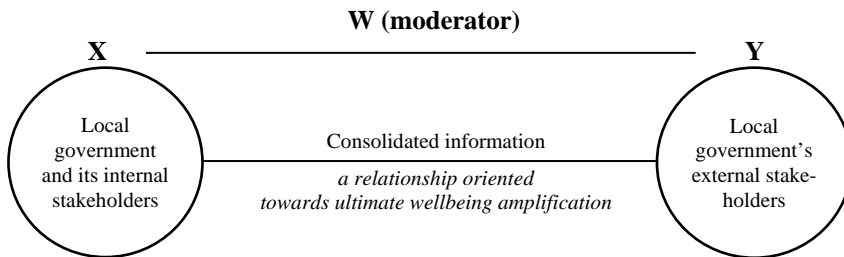 W (moderator)
X
Y
Local
government
and its internal
stakeholders
Consolidated information
a relationship oriented
towards ultimate wellbeing amplification
Local
government’s
external stake-
holders